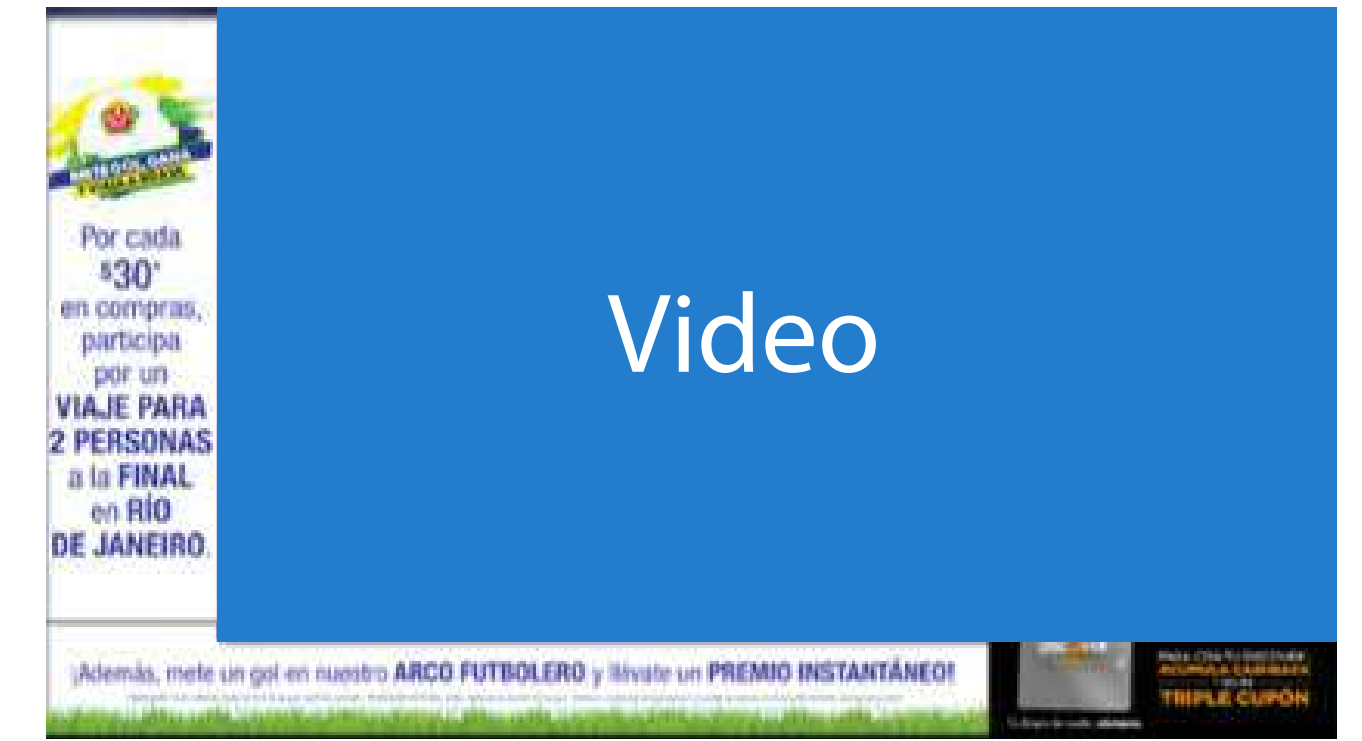 Por cada
$30*
en compras,
participa
por un
VIAJE PARA
2 PERSONAS
a la FINAL
en RÍO
DE JANEIRO.
Video
¡Además, mete un gol en nuestro ARCO FUTBOLERO y llévate un PREMIO INSTANTÁNEO!
TRIPLE CUPÓN